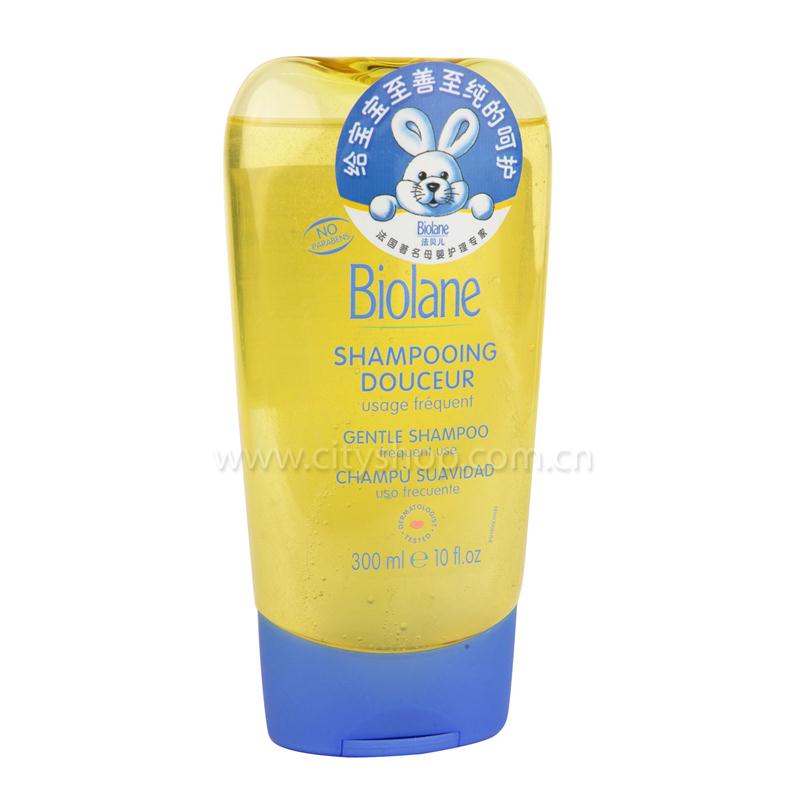 给宝宝至善至纯的呵护
Biolane
法贝儿
法国著名母婴护理专家
NO
PARABENS
Biolane
SHAMPOOING
DOUCEUR
usage fréquent
GENTLE SHAMPOO
frequent use
www.cityshop.com.cn
CHAMPÙ SUAVIDAD
uso frecuente
DERMATOLOGIST
TESTED
300 ml e 10 fl.oz